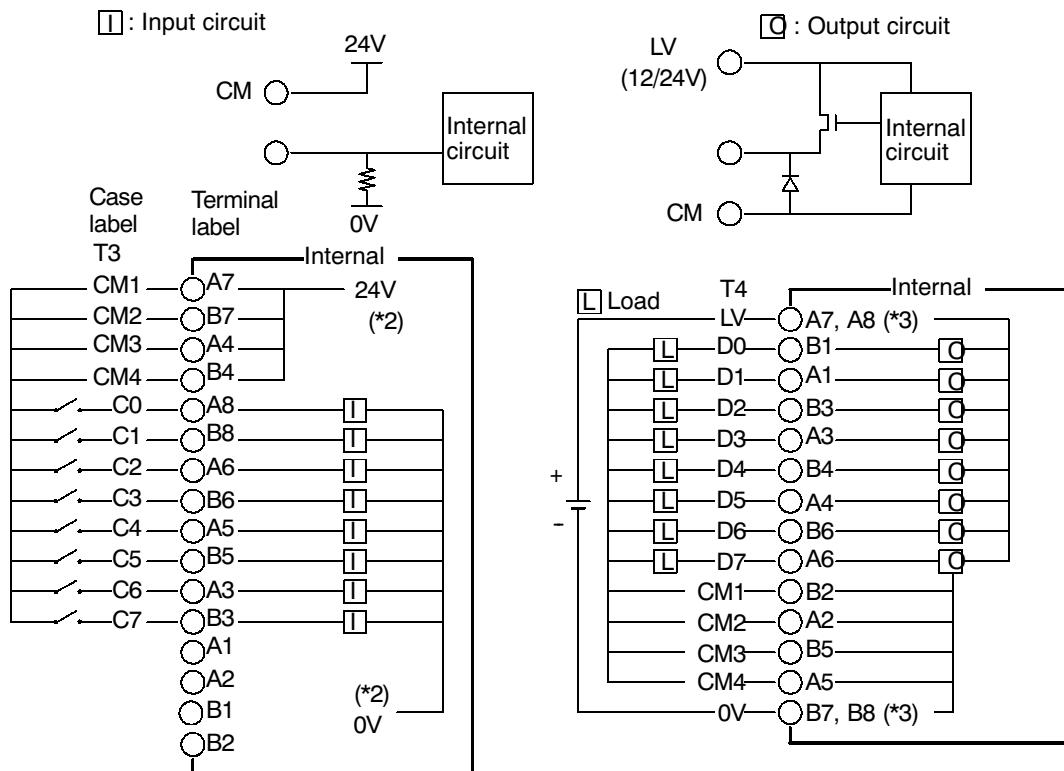 I : Input circuit
24V
CM
Internal
circuit
0V
O : Output circuit
LV
(12/24V)
Internal
circuit
CM
Case
label
Terminal
label
T3
Internal
CM1 A7 24V
CM2 B7 (*2)
CM3 A4
CM4 B4
C0 A8 I
C1 B8 I
C2 A6 I
C3 B6 I
C4 A5 I
C5 B5 I
C6 A3 I
C7 B3 I
A1
A2
(*2)
B1 0V
B2
L Load
T4
Internal
LV A7, A8 (*3)
L D0 B1 O
L D1 A1 O
L D2 B3 O
L D3 A3 O
L D4 B4 O
+
L D5 A4 O
-
L D6 B6 O
L D7 A6 O
CM1 B2
CM2 A2
CM3 B5
CM4 A5
0V B7, B8 (*3)